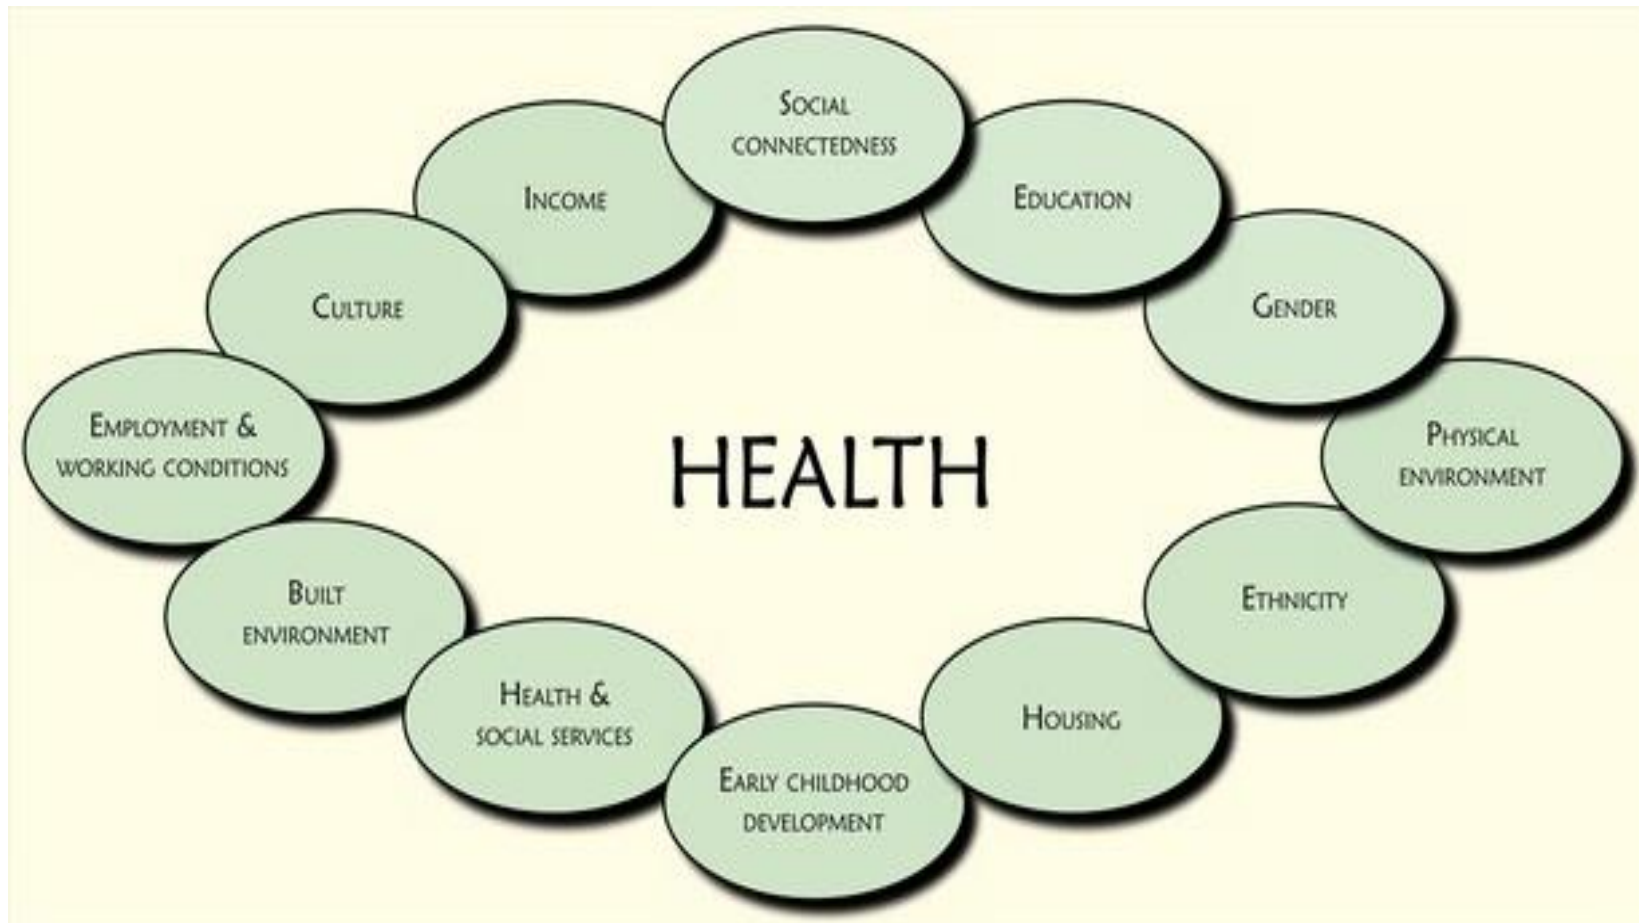 Social
connectedness
Income
Education
Culture
Gender
Employment &
working conditions
Physical
environment
HEALTH
Built
environment
Ethnicity
Health &
social services
Housing
Early childhood
development